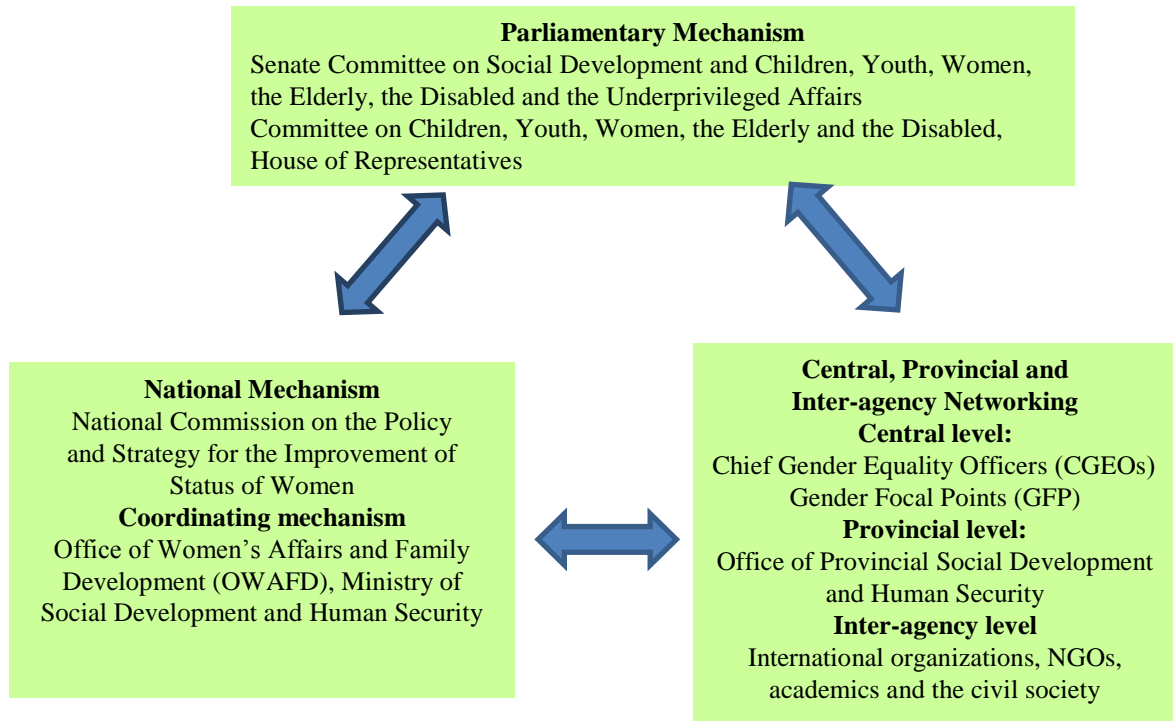 Parliamentary Mechanism
Senate Committee on Social Development and Children, Youth, Women,
the Elderly, the Disabled and the Underprivileged Affairs
Committee on Children, Youth, Women, the Elderly and the Disabled,
House of Representatives
National Mechanism
National Commission on the Policy
and Strategy for the Improvement of
Status of Women
Coordinating mechanism
Office of Women’s Affairs and Family
Development (OWAFD), Ministry of
Social Development and Human Security
Central, Provincial and
Inter-agency Networking
Central level:
Chief Gender Equality Officers (CGEOs)
Gender Focal Points (GFP)
Provincial level:
Office of Provincial Social Development
and Human Security
Inter-agency level
International organizations, NGOs,
academics and the civil society